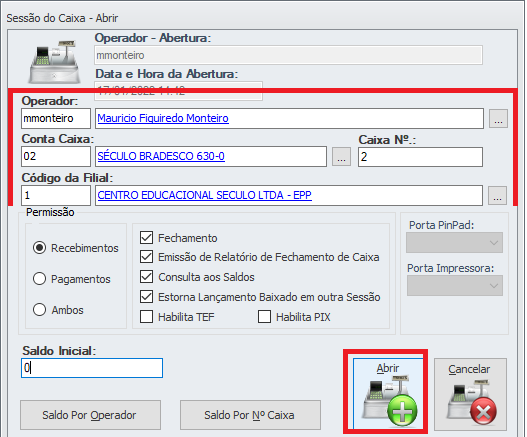 Sessão do Caixa - Abrir
Operador - Abertura:
mmonteiro
Data e Hora da Abertura:
17/01/2022 14:42
Operador:
mmonteiro Mauricio Figuiredo Monteiro ...
Conta Caixa: Caixa Nº.:
02 SÉCULO BRADESCO 630-0 ... 2
Código da Filial:
1 CENTRO EDUCACIONAL SECULO LTDA - EPP ...
Permissão
Recebimentos
Pagamentos
Ambos
Fechamento
Emissão de Relatório de Fechamento de Caixa
Consulta aos Saldos
Estorna Lançamento Baixado em outra Sessão
Habilita TEF Habilita PIX
Porta PinPad:
Porta Impressora:
Saldo Inicial:
0
Saldo Por Operador Saldo Por Nº Caixa
Abrir Cancelar